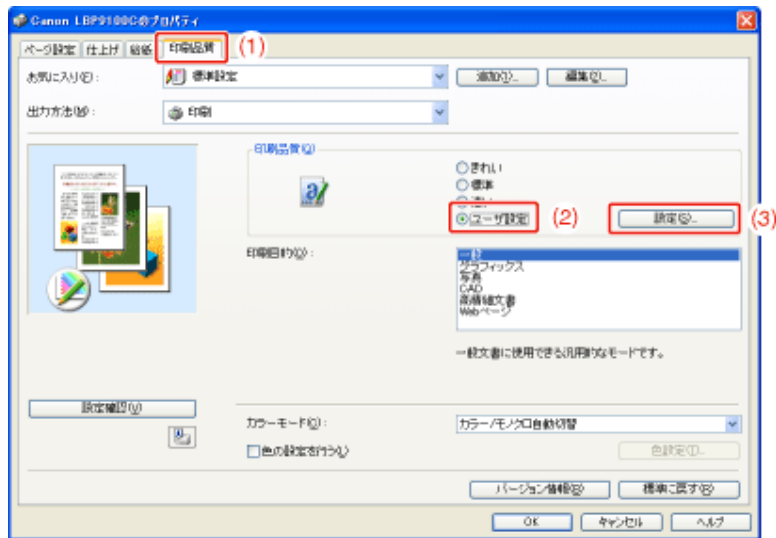 Canon LBP9100Cのプロパティ
ページ設定 仕上げ 給紙 印刷品質 (1)
お気に入り(F): 標準設定 追加(1)... 編集(2)...
出力方法(M): 印刷
印刷品質(Q)
きれい
標準
ユーザ設定 (2) 設定(S)... (3)
印刷目的(O):
一般
グラフィックス
写真
CAD
高精細文書
Webページ
一般文書に使用できる汎用的なモードです。
設定確認(V)
カラーモード(C): カラー/モノクロ自動切替
色の設定を行う(L) 色設定(T)...
バージョン情報(B) 標準に戻す(R)
OK キャンセル ヘルプ